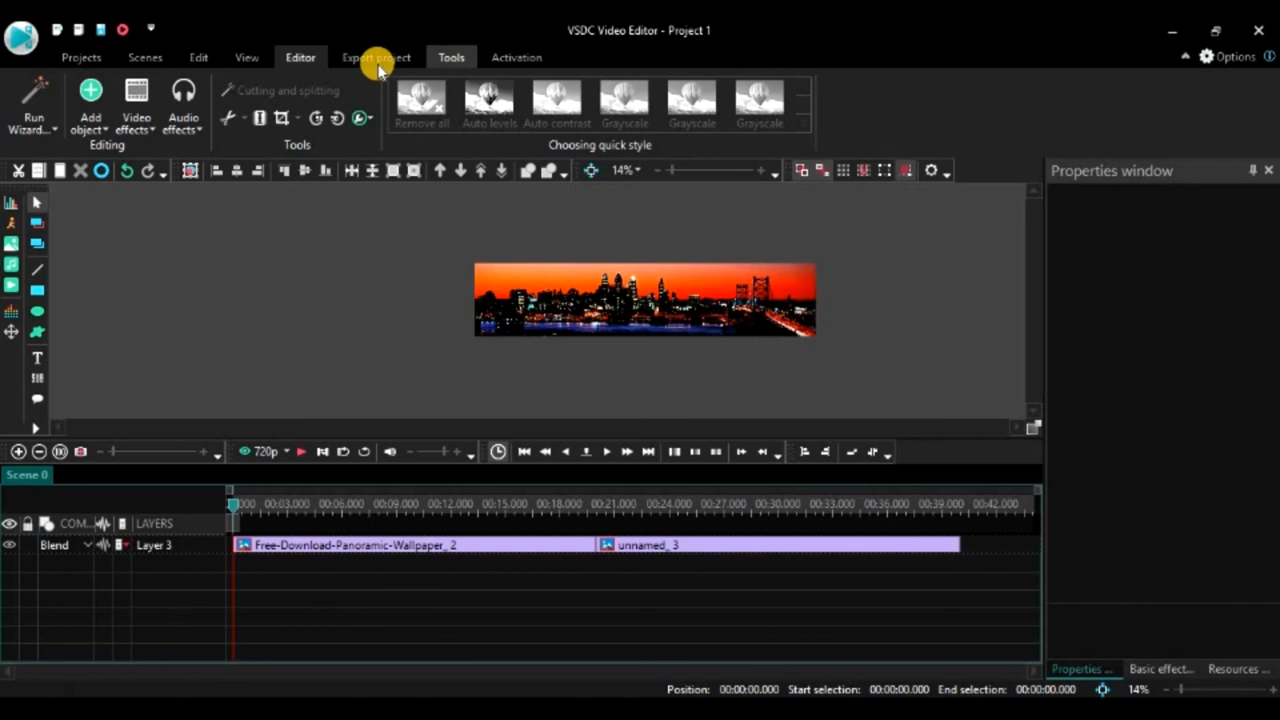 VSDC Video Editor - Project 1
Projects Scenes Edit View Editor Export project Tools Activation Options
Cutting and splitting
Run Wizard...
Add object
Video effects
Audio effects
Remove all Auto levels Auto contrast Grayscale Grayscale Grayscale
Editing Tools Choosing quick style
14%
Properties window
T
720p
Scene 0
000 00:03.000 00:06.000 00:09.000 00:12.000 00:15.000 00:18.000 00:21.000 00:24.000 00:27.000 00:30.000 00:33.000 00:36.000 00:39.000 00:42.000
COM... LAYERS
Blend Layer 3 Free-Download-Panoramic-Wallpaper_ 2 unnamed_ 3
Properties ... Basic effect... Resources ...
Position: 00:00:00.000 Start selection: 00:00:00.000 End selection: 00:00:00.000 14%